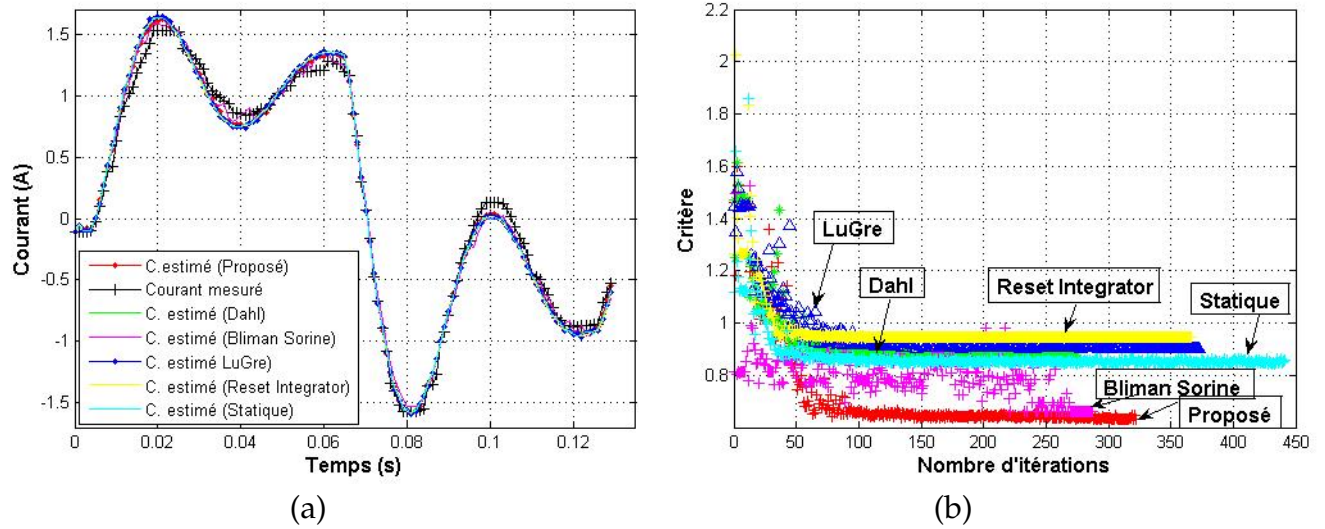 1.5
1
0.5
0
-0.5
-1
-1.5
Courant (A)
C.estimé (Proposé)
Courant mesuré
C. estimé (Dahl)
C. estimé (Bliman Sorine)
C. estimé LuGre)
C. estimé (Reset Integrator)
C. estimé (Statique)
0 0.02 0.04 0.06 0.08 0.1 0.12
Temps (s)
(a)
2.2
2
1.8
1.6
1.4
1.2
1
0.8
Critère
LuGre
Dahl
Reset Integrator
Statique
Bliman Sorine
Proposé
0 50 100 150 200 250 300 350 400 450
Nombre d'itérations
(b)